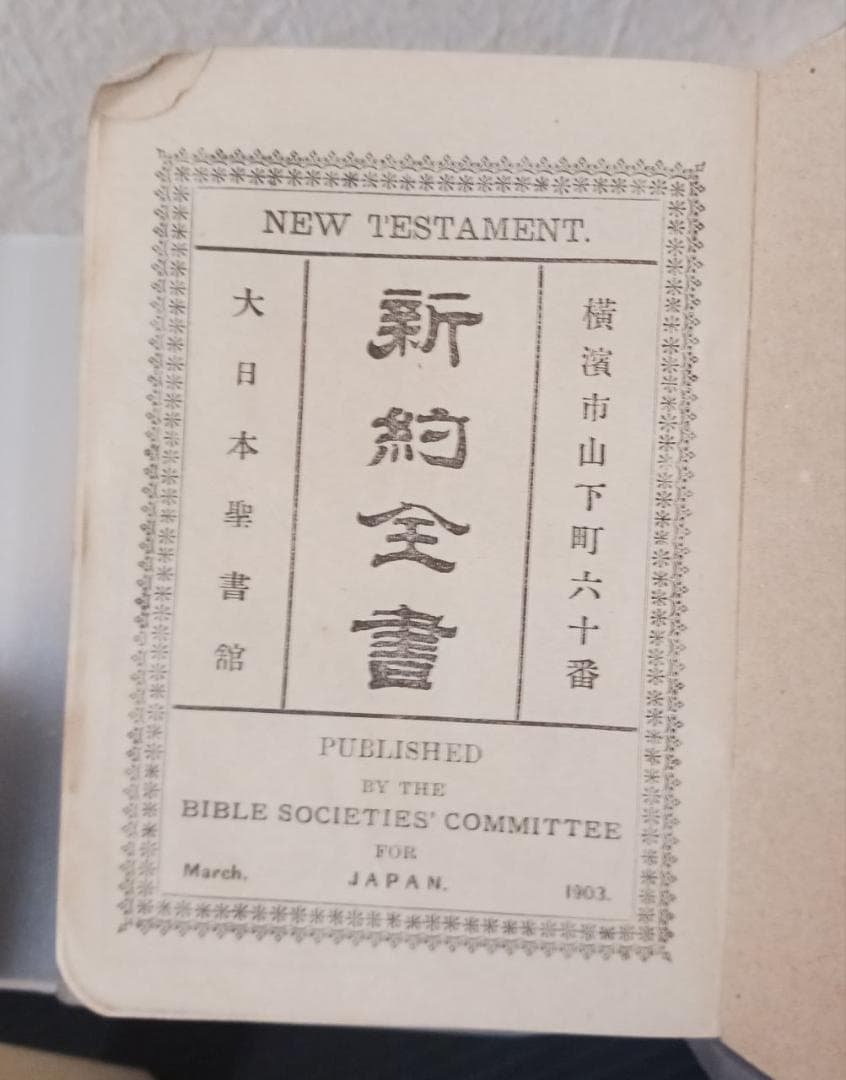 NEW TESTAMENT.
橫濱市山下町六十番
新約全書
大日本聖書舘
PUBLISHED
BY THE
BIBLE SOCIETIES' COMMITTEE
FOR
JAPAN.
March. 1903.